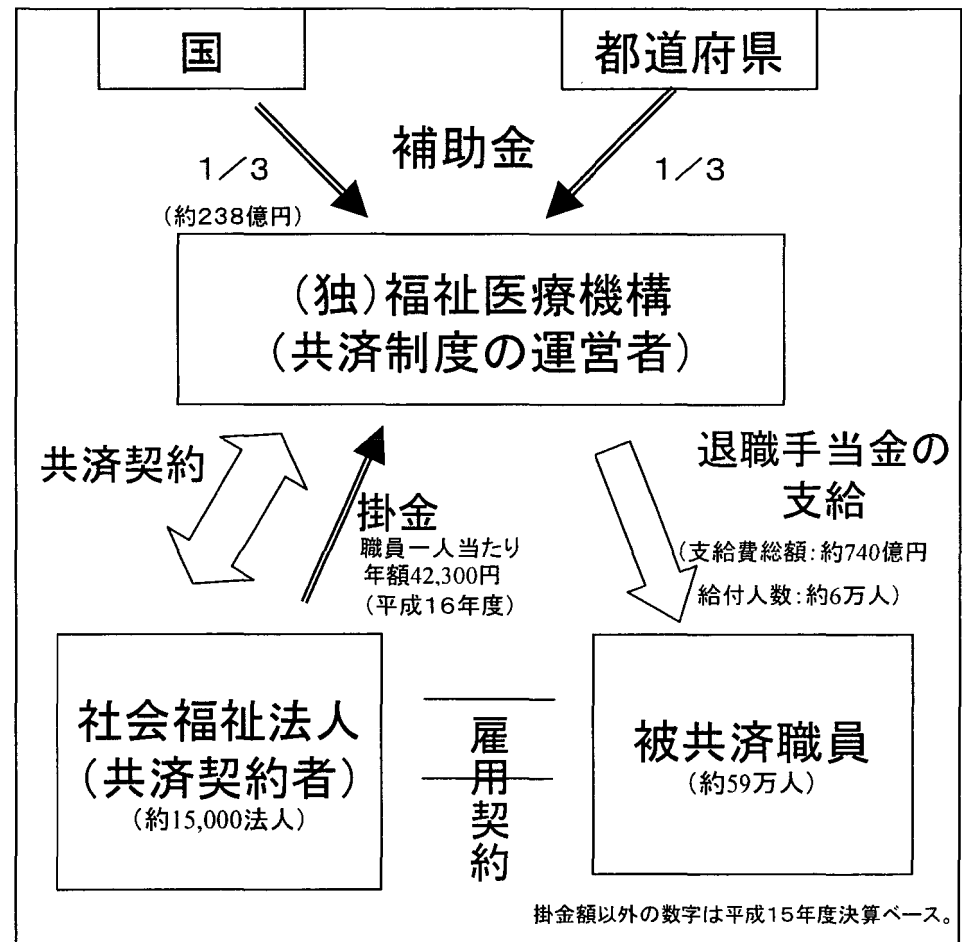 国
都道府県
補助金
1/3
1/3
(約238億円)
(独)福祉医療機構
(共済制度の運営者)
共済契約
掛金
職員一人当たり
年額42,300円
(平成16年度)
退職手当金の
支給
(支給費総額:約740億円
給付人数:約6万人)
社会福祉法人
(共済契約者)
(約15,000法人)
雇用契約
被共済職員
(約59万人)
掛金額以外の数字は平成15年度決算ベース。